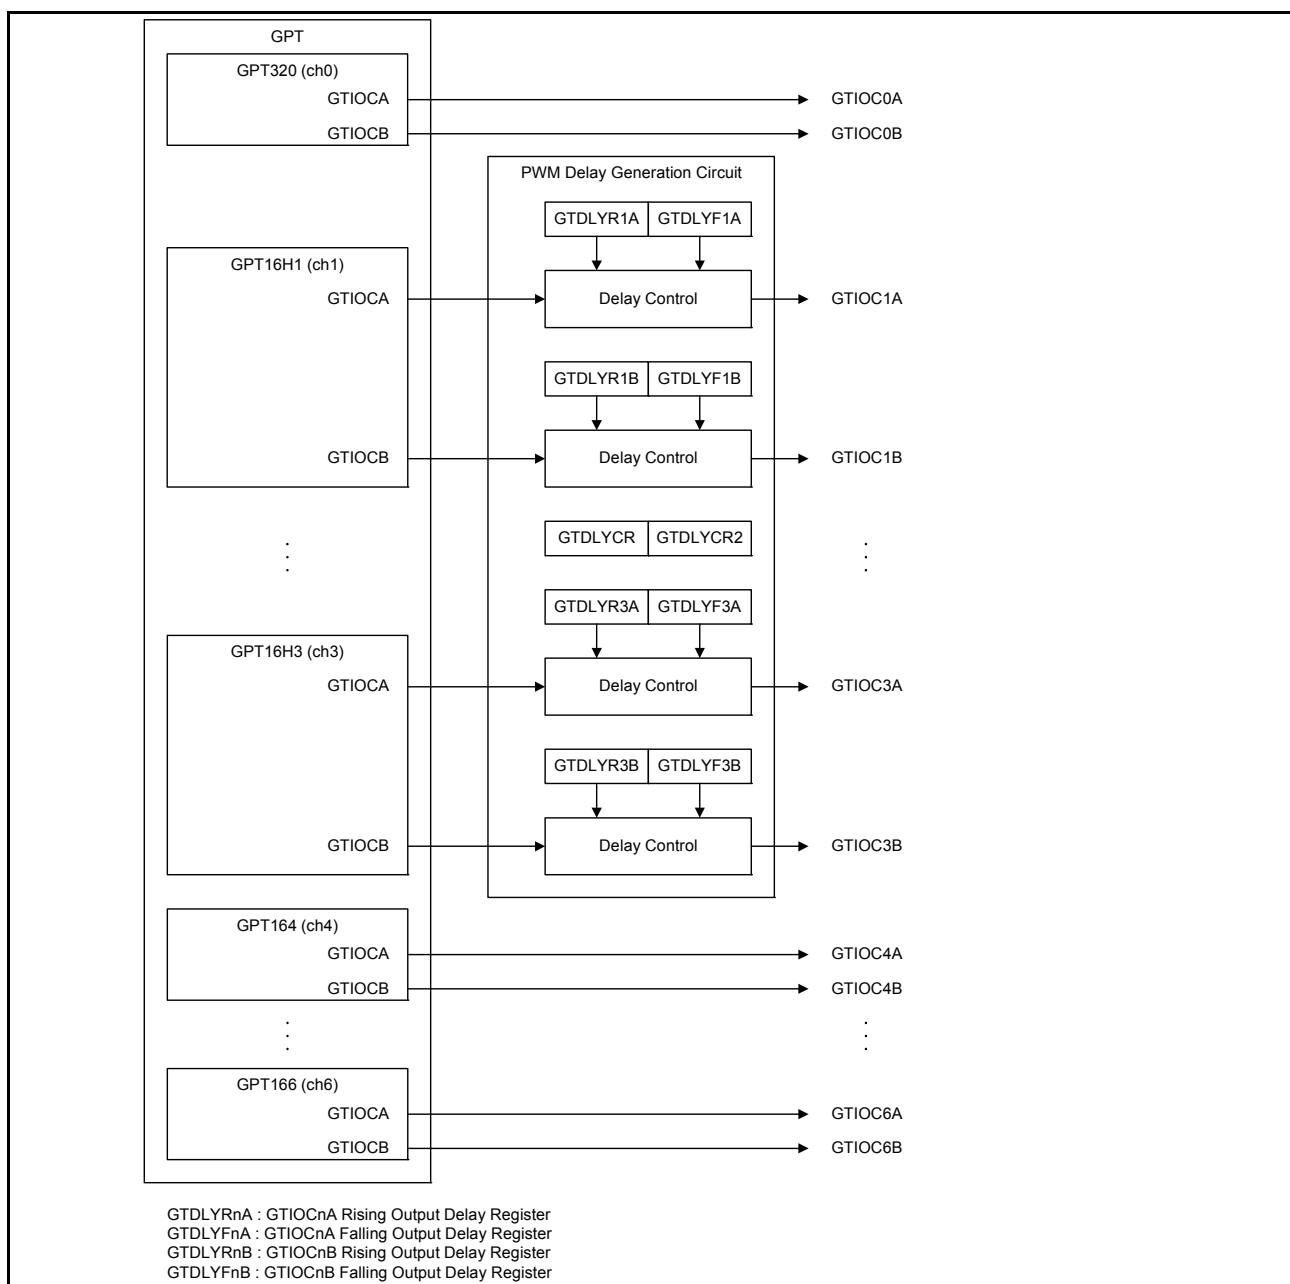 GPT
GPT320 (ch0)
GTIOCA
GTIOC0A
GTIOCB
GTIOC0B
PWM Delay Generation Circuit
GTDLYR1A GTDLYF1A
GPT16H1 (ch1)
GTIOCA
Delay Control
GTIOC1A
GTDLYR1B GTDLYF1B
GTIOCB
Delay Control
GTIOC1B
GTDLYCR GTDLYCR2
GTDLYR3A GTDLYF3A
GPT16H3 (ch3)
GTIOCA
Delay Control
GTIOC3A
GTDLYR3B GTDLYF3B
GTIOCB
Delay Control
GTIOC3B
GPT164 (ch4)
GTIOCA
GTIOC4A
GTIOCB
GTIOC4B
GPT166 (ch6)
GTIOCA
GTIOC6A
GTIOCB
GTIOC6B
GTDLYRnA : GTIOCnA Rising Output Delay Register
GTDLYFnA : GTIOCnA Falling Output Delay Register
GTDLYRnB : GTIOCnB Rising Output Delay Register
GTDLYFnB : GTIOCnB Falling Output Delay Register